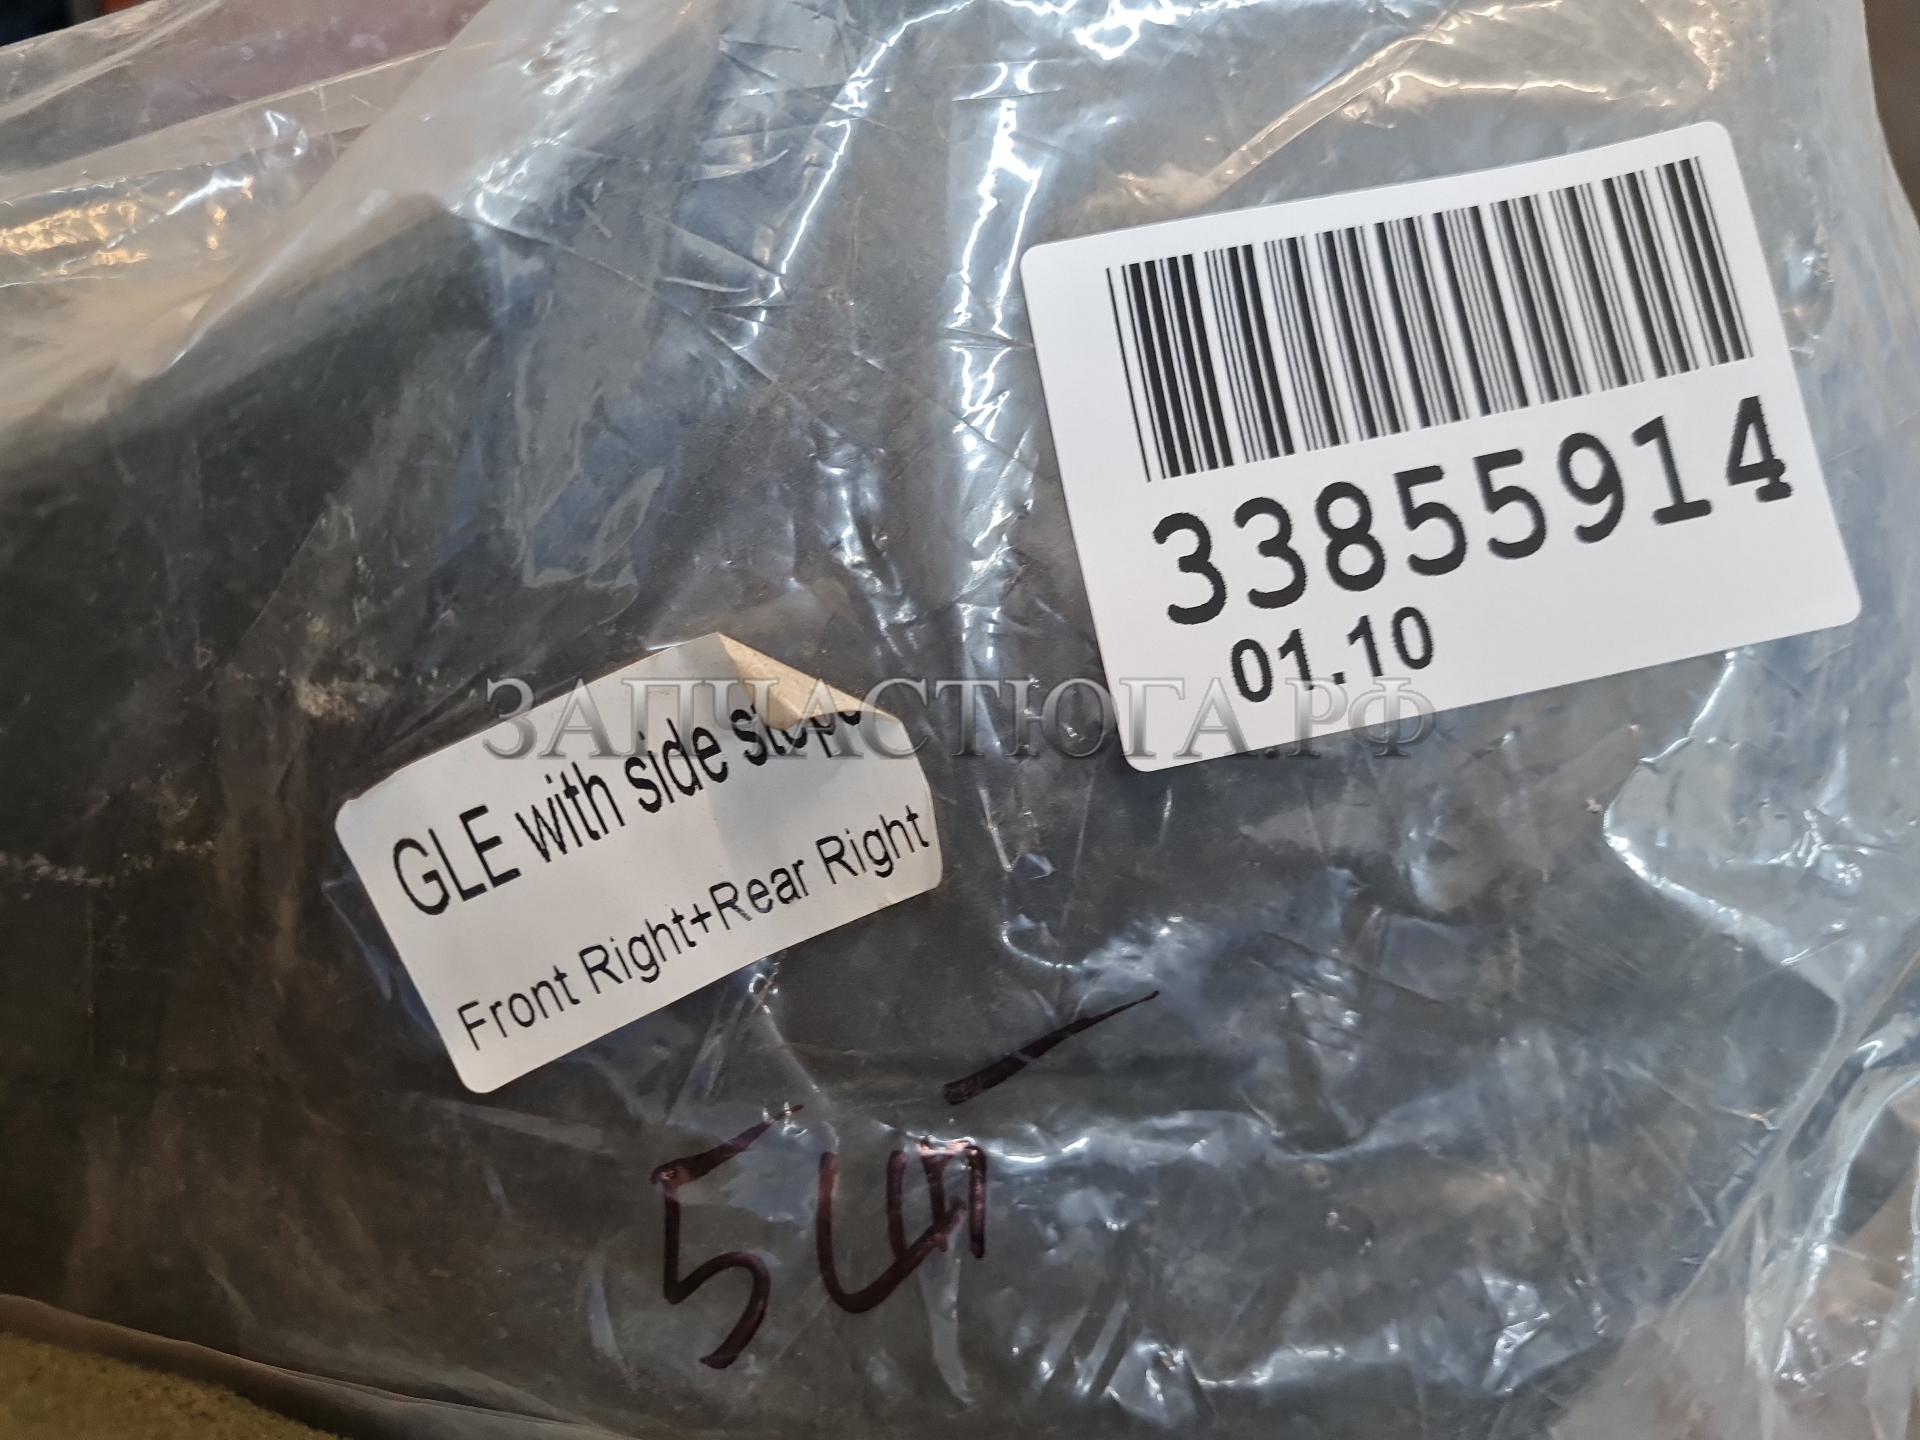 33855914
01.10
ЗАПЧАСТЮГА.РФ
GLE with side
Front Right+Rear Right